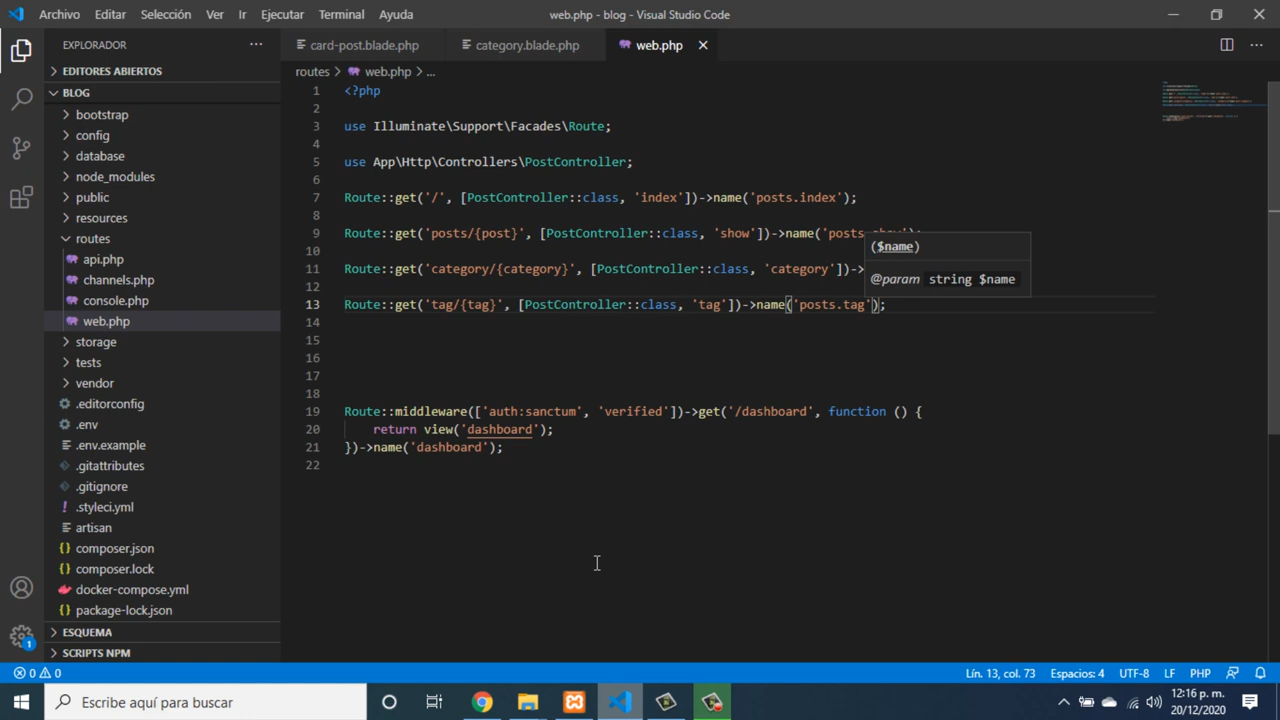 Archivo Editar Selección Ver Ir Ejecutar Terminal Ayuda web.php - blog - Visual Studio Code
EXPLORADOR
card-post.blade.php category.blade.php web.php
EDITORES ABIERTOS
routes > web.php > ...
BLOG
bootstrap
config
database
node_modules
public
resources
routes
api.php
channels.php
console.php
web.php
storage
tests
vendor
.editorconfig
.env
.env.example
.gitattributes
.gitignore
.styleci.yml
artisan
composer.json
composer.lock
docker-compose.yml
package-lock.json
ESQUEMA
SCRIPTS NPM
1 <?php
2
3 use Illuminate\Support\Facades\Route;
4
5 use App\Http\Controllers\PostController;
6
7 Route::get('/', [PostController::class, 'index'])->name('posts.index');
8
9 Route::get('posts/{post}', [PostController::class, 'show'])->name('posts.show');
10
11 Route::get('category/{category}', [PostController::class, 'category'])->
12
13 Route::get('tag/{tag}', [PostController::class, 'tag'])->name('posts.tag');
14
15
16
17
18
19 Route::middleware(['auth:sanctum', 'verified'])->get('/dashboard', function () {
20 return view('dashboard');
21 })->name('dashboard');
22
($name)
@param string $name
1
0 0 Lín. 13, col. 73 Espacios: 4 UTF-8 LF PHP
Escribe aquí para buscar
12:16 p. m.
20/12/2020